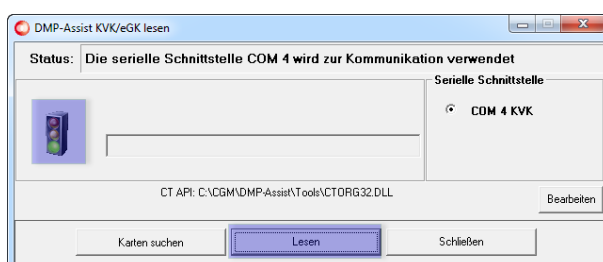 DMP-Assist KVK/eGK lesen
Status: Die serielle Schnittstelle COM 4 wird zur Kommunikation verwendet
Serielle Schnittstelle
COM 4 KVK
CT API: C:\CGM\DMP-Assist\Tools\CTORG32.DLL
Bearbeiten
Karten suchen Lesen Schließen